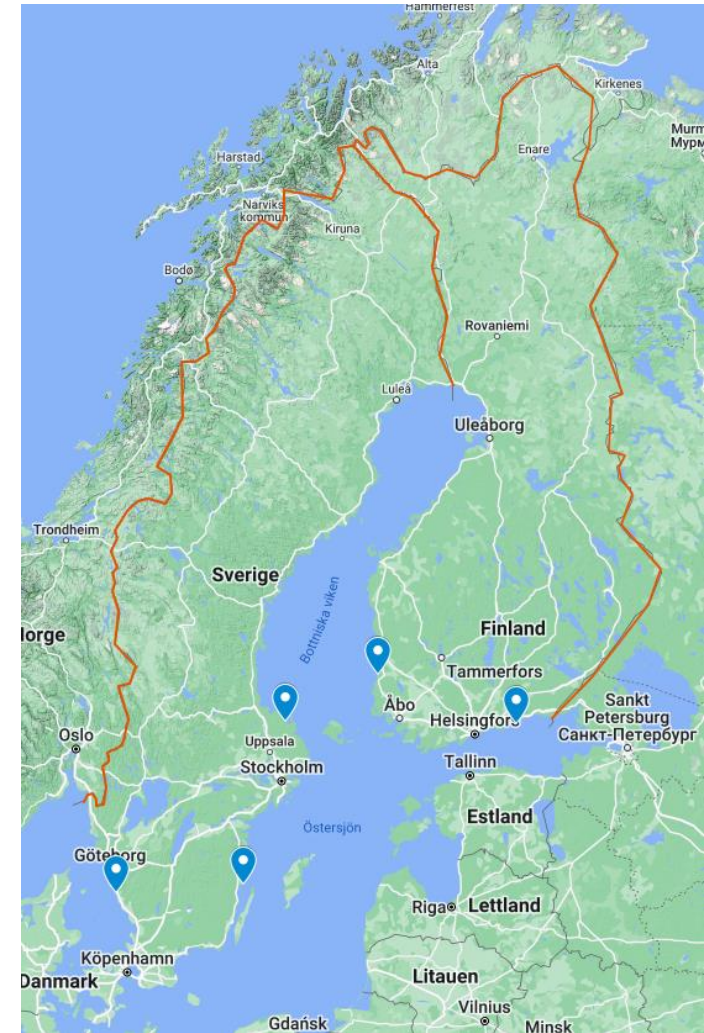 Hammerfest
Alta
Kirkenes
Murm
Мурм
Harstad
Enare
Narviks
kommun
Kiruna
Bodø
Rovaniemi
Luleå
Uleåborg
Trondheim
Sverige
Bottniska viken
Finland
Norge
Tammerfors
Åbo
Helsingfors
Sankt
Petersburg
Санкт-Петербург
Oslo
Uppsala
Stockholm
Tallinn
Estland
Östersjön
Göteborg
Riga
Lettland
Köpenhamn
Danmark
Litauen
Vilnius
Gdańsk
Minsk